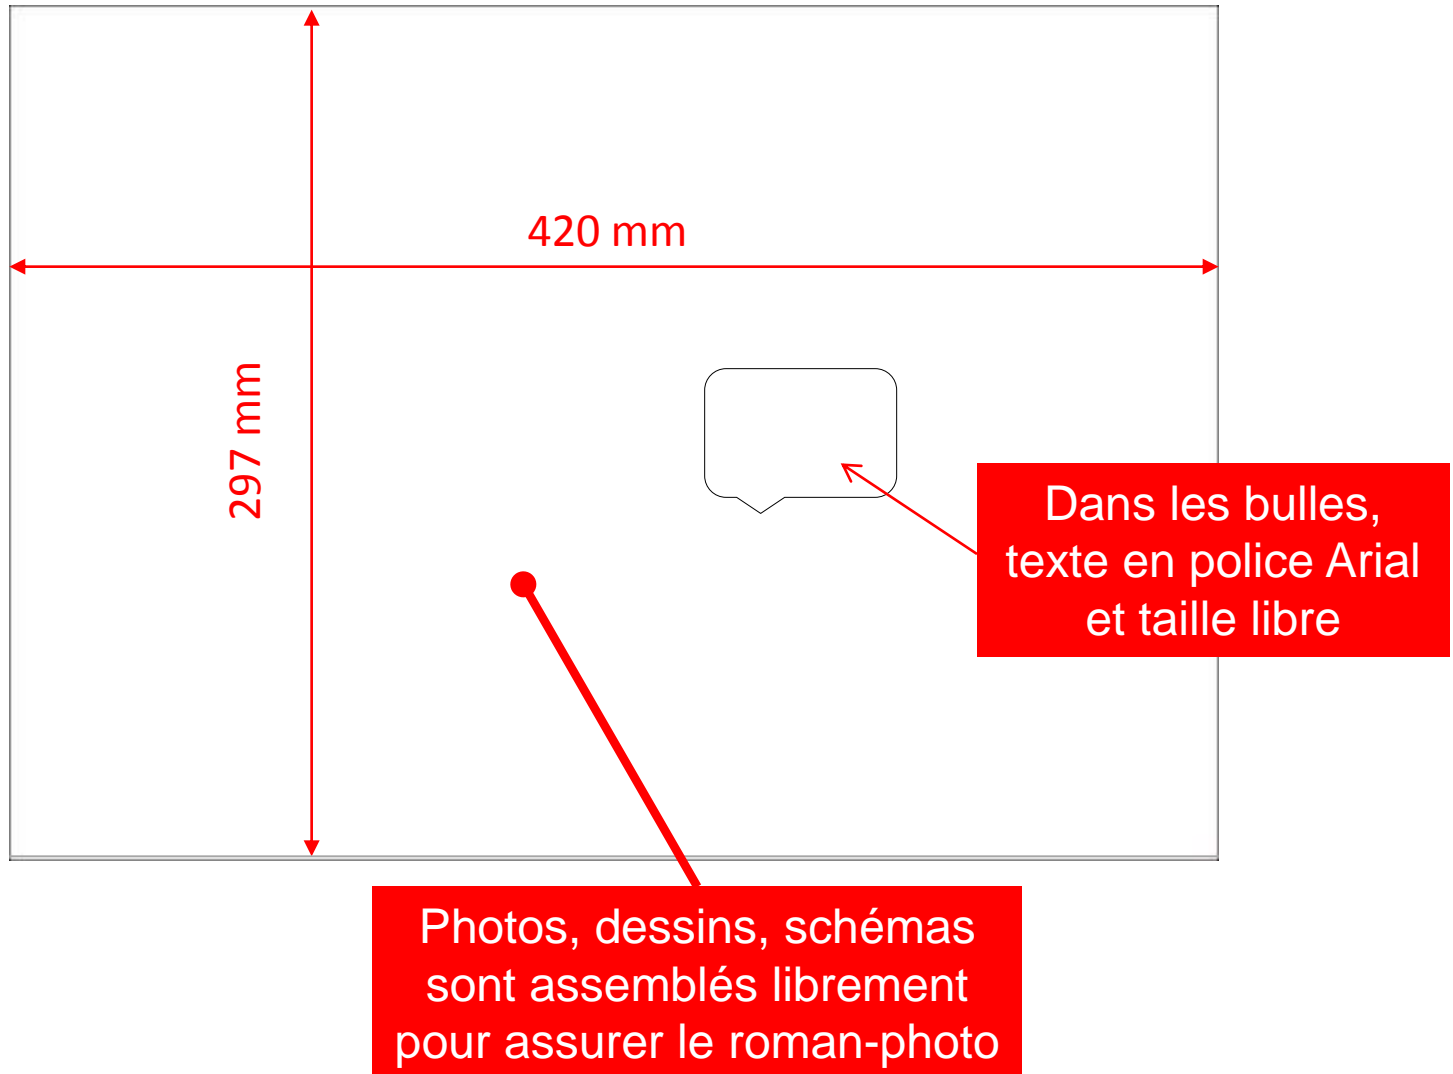 420 mm
297 mm
Dans les bulles,
texte en police Arial
et taille libre
Photos, dessins, schémas
sont assemblés librement
pour assurer le roman-photo